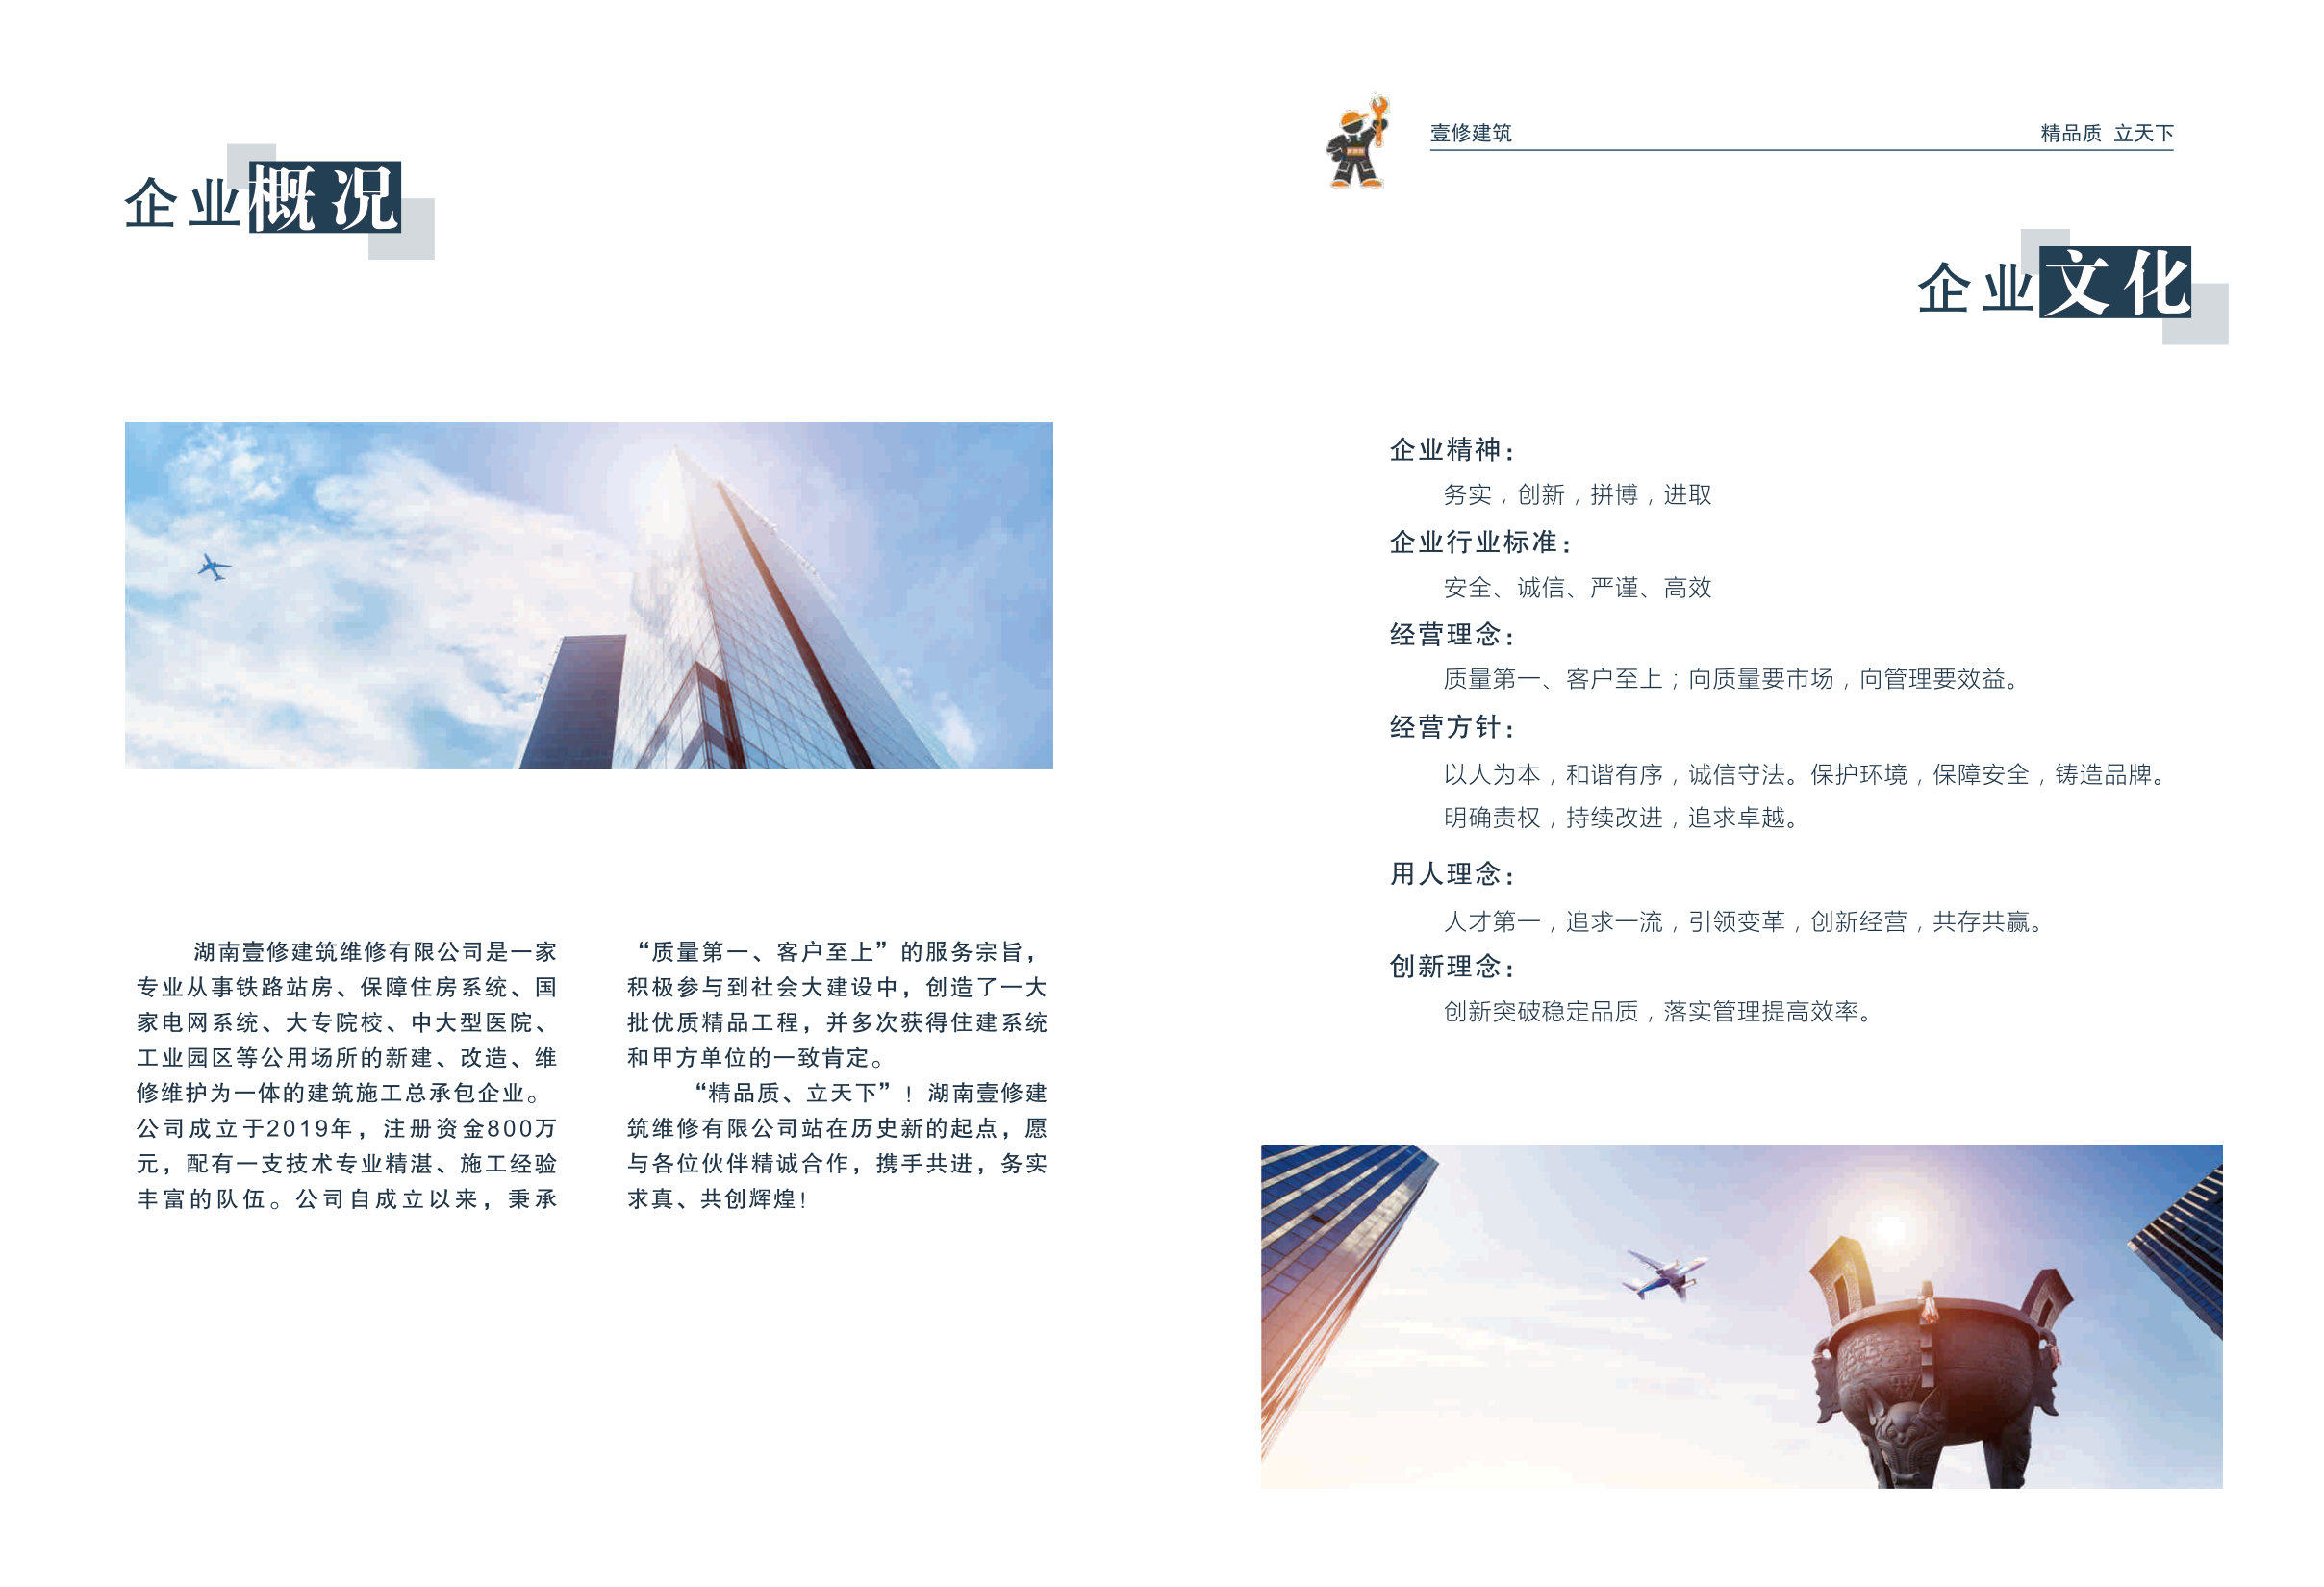 企业概况
湖南壹修建筑维修有限公司是一家
专业从事铁路站房、保障住房系统、国
家电网系统、大专院校、中大型医院、
工业园区等公用场所的新建、改造、维
修维护为一体的建筑施工总承包企业。
公司成立于2019年，注册资金800万
元，配有一支技术专业精湛、施工经验
丰富的队伍。公司自成立以来，秉承
“质量第一、客户至上”的服务宗旨，
积极参与到社会大建设中，创造了一大
批优质精品工程，并多次获得住建系统
和甲方单位的一致肯定。
“精品质、立天下”！湖南壹修建
筑维修有限公司站在历史新的起点，愿
与各位伙伴精诚合作，携手共进，务实
求真、共创辉煌！
壹修建筑
精品质 立天下
企业文化
企业精神：
务实，创新，拼博，进取
企业行业标准：
安全、诚信、严谨、高效
经营理念：
质量第一、客户至上；向质量要市场，向管理要效益。
经营方针：
以人为本，和谐有序，诚信守法。保护环境，保障安全，铸造品牌。
明确责权，持续改进，追求卓越。
用人理念：
人才第一，追求一流，引领变革，创新经营，共存共赢。
创新理念：
创新突破稳定品质，落实管理提高效率。